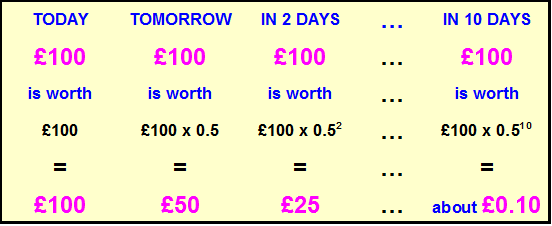 TODAY TOMORROW IN 2 DAYS ... IN 10 DAYS
£100 £100 £100 ... £100
is worth is worth is worth ... is worth
£100 £100 x 0.5 £100 x 0.5² ... £100 x 0.5¹⁰
= = = ... =
£100 £50 £25 ... about £0.10